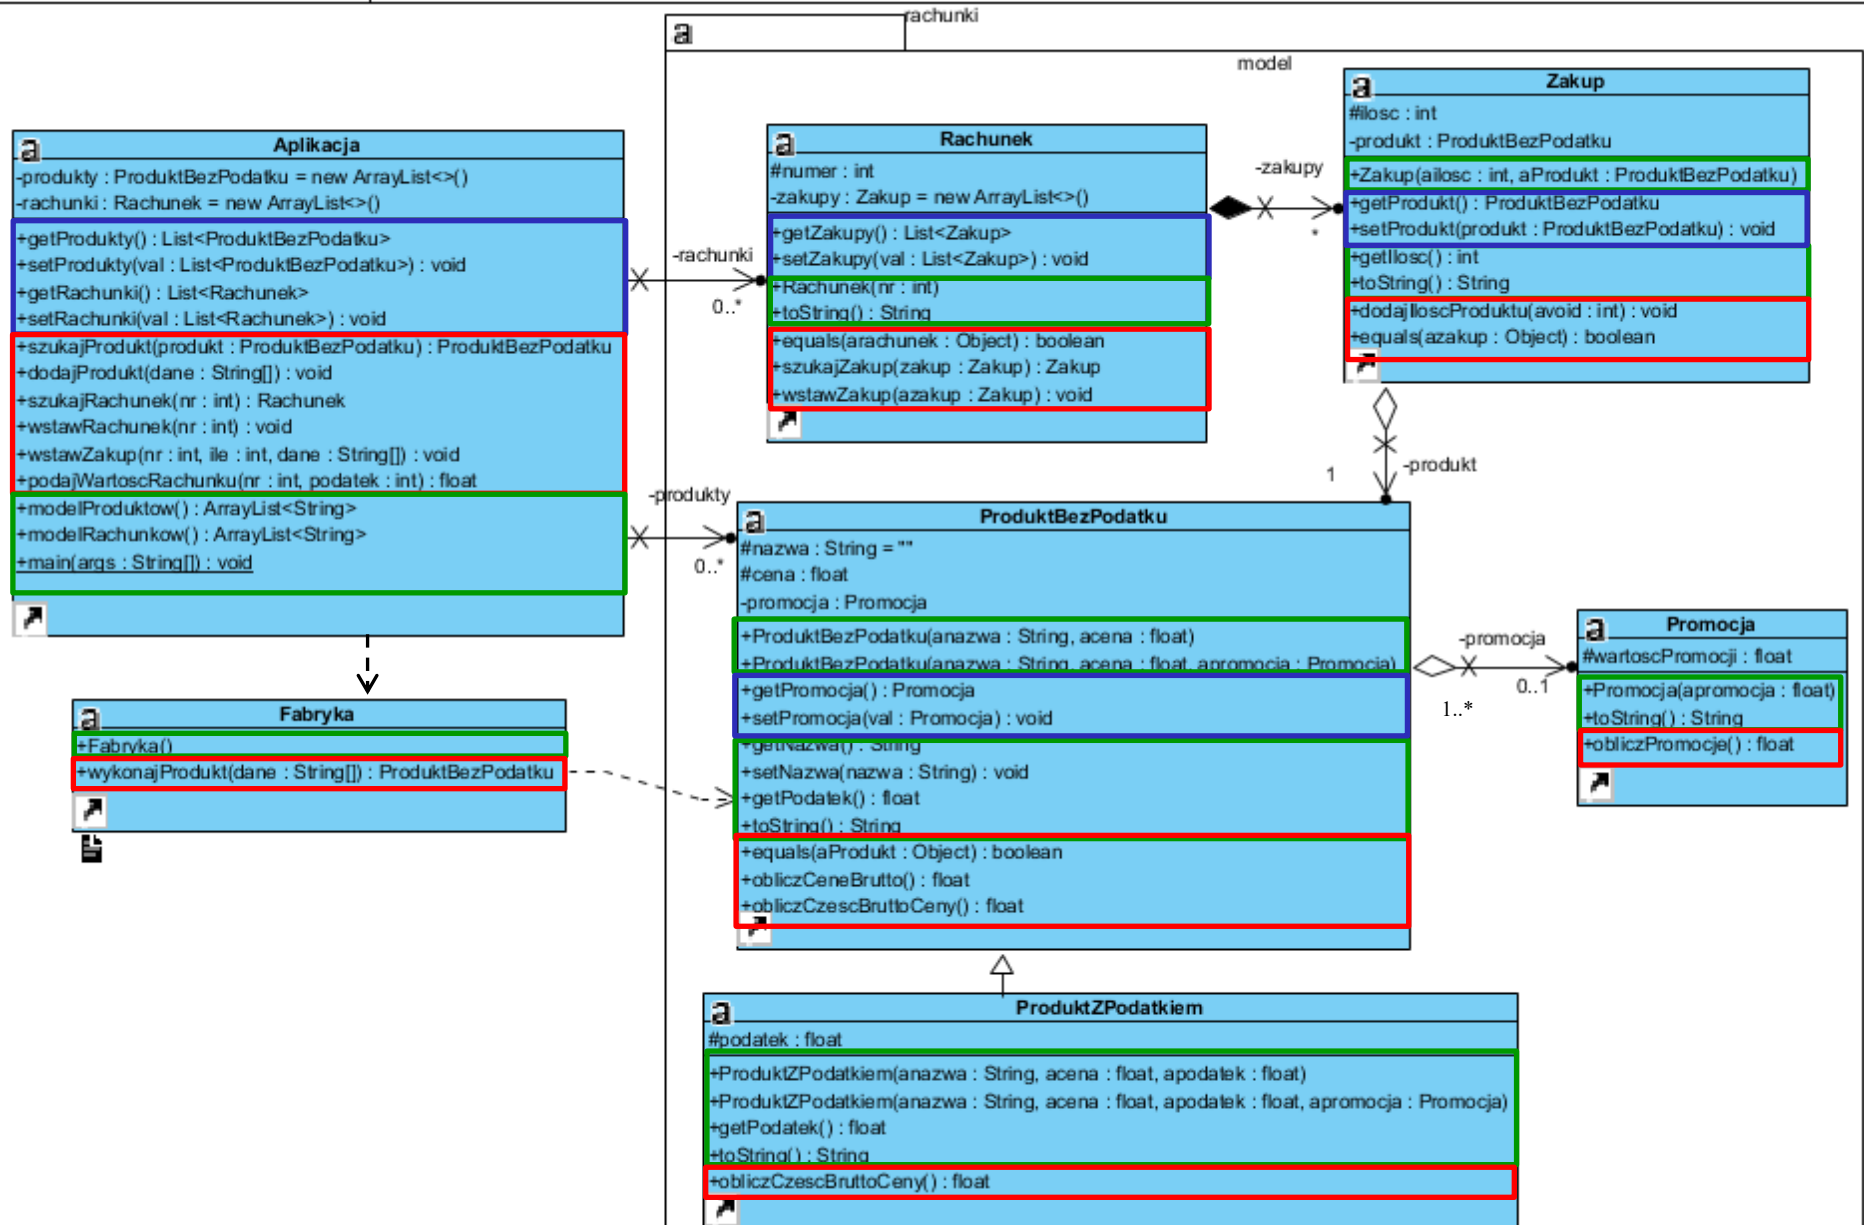 rachunki
model
Aplikacja
-produkty : ProduktBezPodatku = new ArrayList<>()
-rachunki : Rachunek = new ArrayList<>()
+getProdukty() : List<ProduktBezPodatku>
+setProdukty(val : List<ProduktBezPodatku>) : void
+getRachunki() : List<Rachunek>
+setRachunki(val : List<Rachunek>) : void
+szukajProdukt(produkt : ProduktBezPodatku) : ProduktBezPodatku
+dodajProdukt(dane : String[]) : void
+szukajRachunek(nr : int) : Rachunek
+wstawRachunek(nr : int) : void
+wstawZakup(nr : int, ile : int, dane : String[]) : void
+podajWartoscRachunku(nr : int, podatek : int) : float
+modelProduktow() : ArrayList<String>
+modelRachunkow() : ArrayList<String>
+main(args : String[]) : void
-rachunki
0..*
Rachunek
#numer : int
-zakupy : Zakup = new ArrayList<>()
+getZakupy() : List<Zakup>
+setZakupy(val : List<Zakup>) : void
+Rachunek(nr : int)
+toString() : String
+equals(arachunek : Object) : boolean
+szukajZakup(zakup : Zakup) : Zakup
+wstawZakup(azakup : Zakup) : void
-zakupy
*
Zakup
#ilosc : int
-produkt : ProduktBezPodatku
+Zakup(ailosc : int, aProdukt : ProduktBezPodatku)
+getProdukt() : ProduktBezPodatku
+setProdukt(produkt : ProduktBezPodatku) : void
+getIlosc() : int
+toString() : String
+dodajIloscProduktu(avoid : int) : void
+equals(azakup : Object) : boolean
1
-produkt
-produkty
0..*
ProduktBezPodatku
#nazwa : String = ""
#cena : float
-promocja : Promocja
+ProduktBezPodatku(anazwa : String, acena : float)
+ProduktBezPodatku(anazwa : String, acena : float, apromocja : Promocja)
+getPromocja() : Promocja
+setPromocja(val : Promocja) : void
+getNazwa() : String
+setNazwa(nazwa : String) : void
+getPodatek() : float
+toString() : String
+equals(aProdukt : Object) : boolean
+obliczCeneBrutto() : float
+obliczCzescBruttoCeny() : float
-promocja
0..1
1..*
Promocja
#wartoscPromocji : float
+Promocja(apromocja : float)
+toString() : String
+obliczPromocje() : float
Fabryka
+Fabryka()
+wykonajProdukt(dane : String[]) : ProduktBezPodatku
ProduktZPodatkiem
#podatek : float
+ProduktZPodatkiem(anazwa : String, acena : float, apodatek : float)
+ProduktZPodatkiem(anazwa : String, acena : float, apodatek : float, apromocja : Promocja)
+getPodatek() : float
+toString() : String
+obliczCzescBruttoCeny() : float